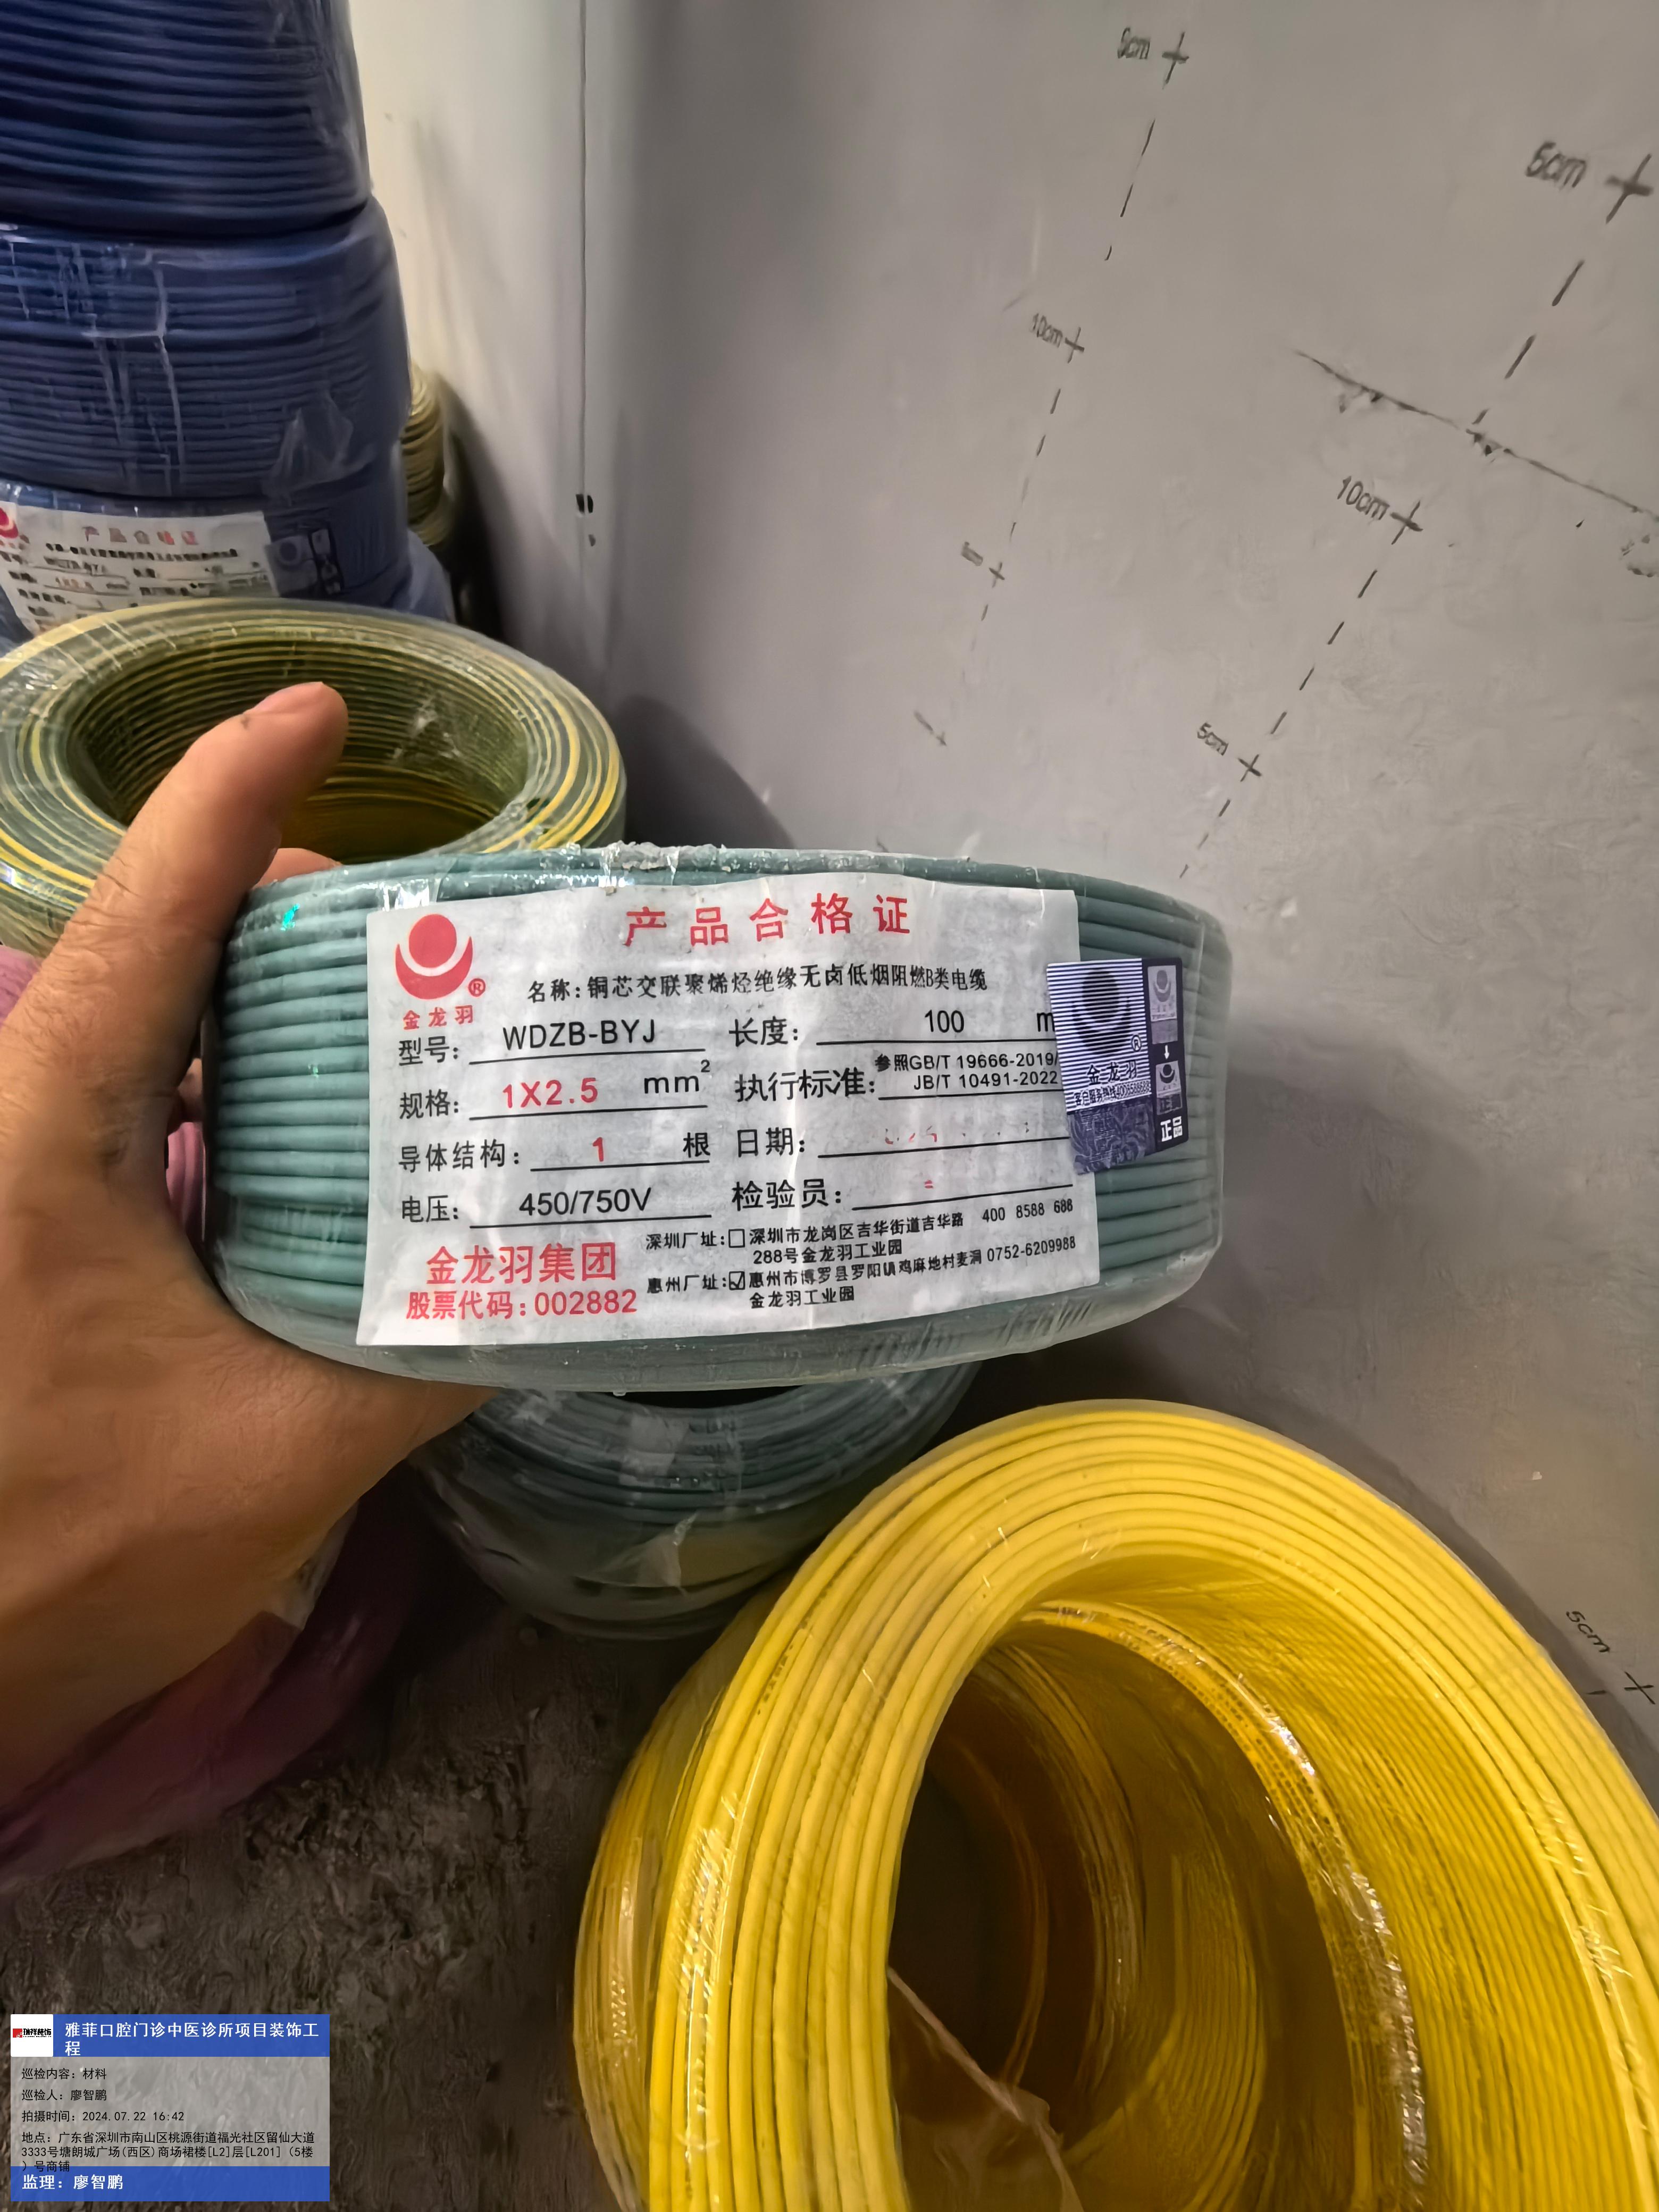 5cm
5cm
10cm
10cm
5cm
产品合格证
产品合格证
金龙羽
®
名称:铜芯交联聚烯烃绝缘无卤低烟阻燃B类电缆
型号: WDZB-BYJ 长度: 100 m
规格: 1X2.5 mm² 执行标准: 参照GB/T 19666-2019/
JB/T 10491-2022
导体结构: 1 根 日期:
电压: 450/750V 检验员:
金龙羽集团
股票代码:002882
深圳厂址:□深圳市龙岗区吉华街道吉华路 400 8588 688
288号金龙羽工业园
惠州厂址:☑惠州市博罗县罗阳镇鸡麻地村麦洞 0752-6209988
金龙羽工业园
®
金龙羽
正品
5cm
雅菲口腔门诊中医诊所项目装饰工
程
巡检内容: 材料
巡检人: 廖智鹏
拍摄时间: 2024.07.22 16:42
地点: 广东省深圳市南山区桃源街道福光社区留仙大道
3333号塘朗城广场(西区)商场裙楼[L2]层[L201]（5楼
）号商铺
监理: 廖智鹏